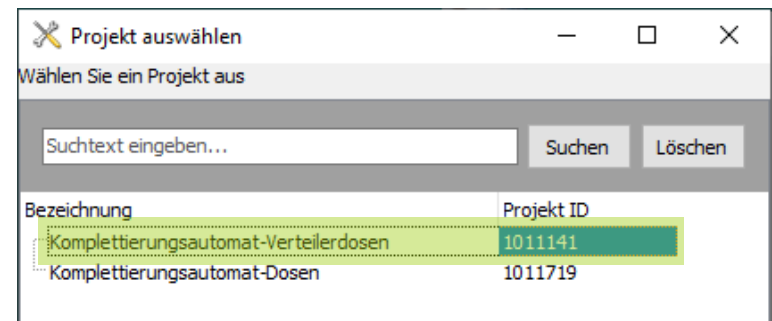 Projekt auswählen
Wählen Sie ein Projekt aus
Suchtext eingeben... Suchen Löschen
Bezeichnung Projekt ID
Komplettierungsautomat-Verteilerdosen 1011141
Komplettierungsautomat-Dosen 1011719